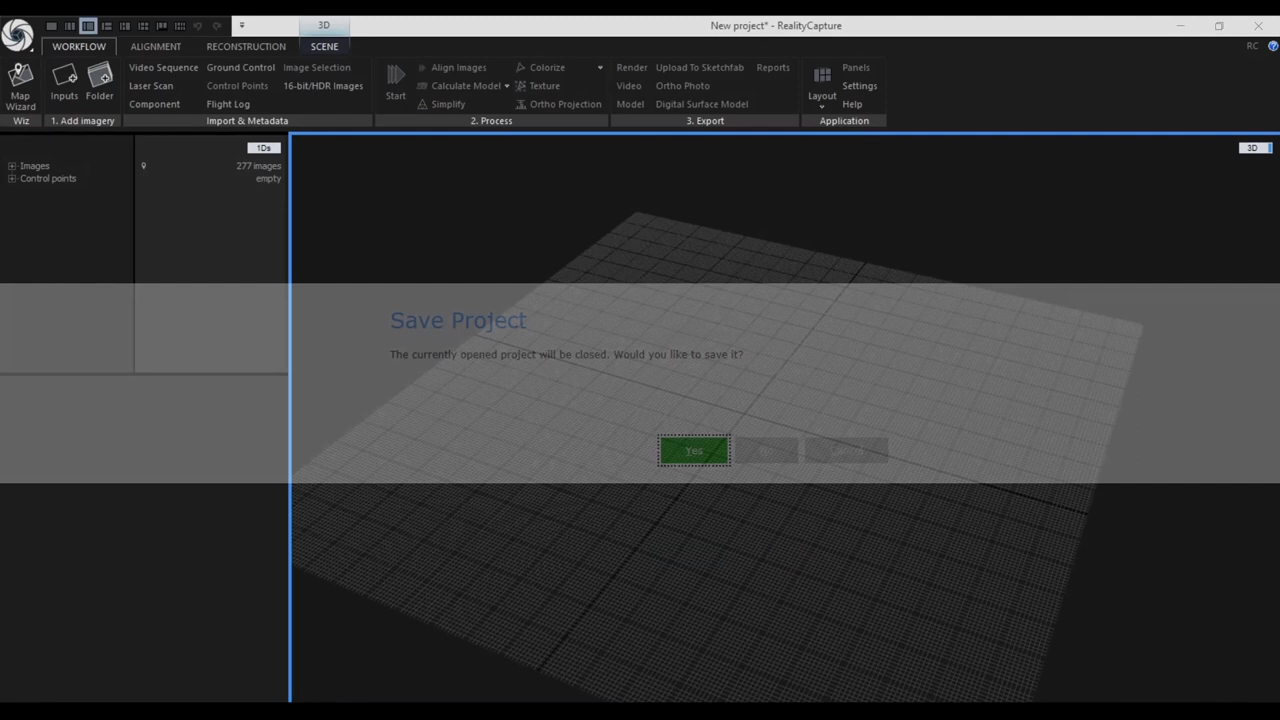 3D
New project* - RealityCapture
WORKFLOW
ALIGNMENT
RECONSTRUCTION
SCENE
RC
Map
Wizard
Wiz
Inputs
Folder
1. Add imagery
Video Sequence
Ground Control
Image Selection
Laser Scan
Control Points
16-bit/HDR Images
Component
Flight Log
Import & Metadata
Start
Align Images
Colorize
Calculate Model
Texture
Simplify
Ortho Projection
2. Process
Render
Upload To Sketchfab
Reports
Video
Ortho Photo
Model
Digital Surface Model
3. Export
Layout
Panels
Settings
Help
Application
1Ds
Images
277 images
Control points
empty
3D
Save Project
The currently opened project will be closed. Would you like to save it?
Yes